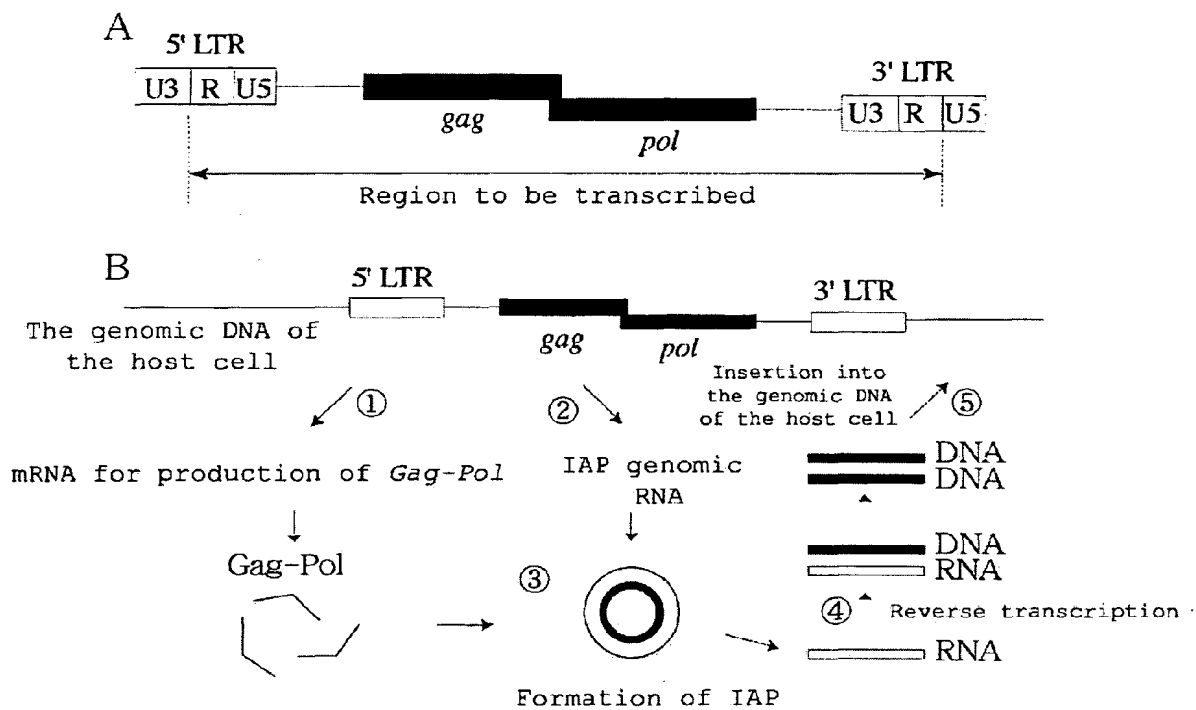 A
5' LTR
U3 R U5
gag
pol
3' LTR
U3 R U5
Region to be transcribed
B
5' LTR
3' LTR
gag
pol
The genomic DNA of
the host cell
Insertion into
the genomic DNA
of the host cell
⑤
①
②
mRNA for production of Gag-Pol
IAP genomic
RNA
DNA
DNA
Gag-Pol
③
DNA
RNA
④ Reverse transcription
RNA
Formation of IAP